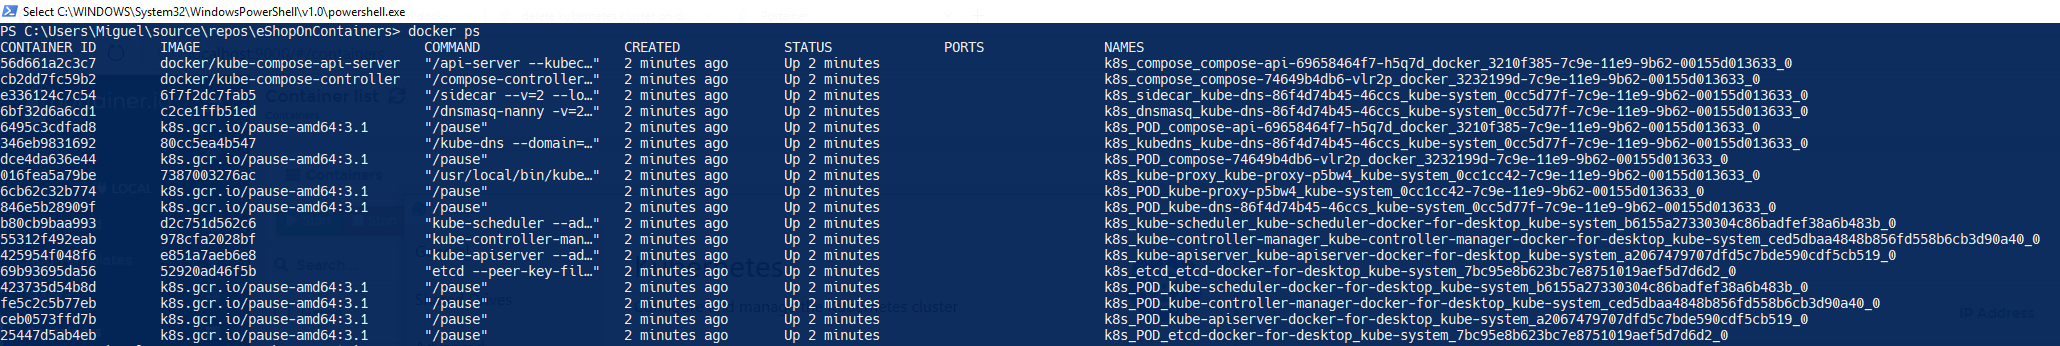 Select C:\WINDOWS\System32\WindowsPowerShell\v1.0\powershell.exe
PS C:\Users\Miguel\source\repos\eShopOnContainers> docker ps
CONTAINER ID        IMAGE                          COMMAND                  CREATED             STATUS              PORTS               NAMES
56d661a2c3c7        docker/kube-compose-api-server   "/api-server --kubec…"   2 minutes ago       Up 2 minutes                            k8s_compose_compose-api-69658464f7-h5q7d_docker_3210f385-7c9e-11e9-9b62-00155d013633_0
cb2dd7fc59b2        docker/kube-compose-controller   "/compose-controller…"   2 minutes ago       Up 2 minutes                            k8s_compose_compose-74649b4db6-vlr2p_docker_3232199d-7c9e-11e9-9b62-00155d013633_0
e336124c7c54        6f7f2dc7fab5                     "/sidecar --v=2 --lo…"   2 minutes ago       Up 2 minutes                            k8s_sidecar_kube-dns-86f4d74b45-46ccs_kube-system_0cc5d77f-7c9e-11e9-9b62-00155d013633_0
6bf32d6a6cd1        c2ce1ffb51ed                     "/dnsmasq-nanny -v=2…"   2 minutes ago       Up 2 minutes                            k8s_dnsmasq_kube-dns-86f4d74b45-46ccs_kube-system_0cc5d77f-7c9e-11e9-9b62-00155d013633_0
6495c3cdfad8        k8s.gcr.io/pause-amd64:3.1       "/pause"                 2 minutes ago       Up 2 minutes                            k8s_POD_compose-api-69658464f7-h5q7d_docker_3210f385-7c9e-11e9-9b62-00155d013633_0
346eb9831692        80cc5ea4b547                     "/kube-dns --domain=…"   2 minutes ago       Up 2 minutes                            k8s_kubedns_kube-dns-86f4d74b45-46ccs_kube-system_0cc5d77f-7c9e-11e9-9b62-00155d013633_0
dce4da636e44        k8s.gcr.io/pause-amd64:3.1       "/pause"                 2 minutes ago       Up 2 minutes                            k8s_POD_compose-74649b4db6-vlr2p_docker_3232199d-7c9e-11e9-9b62-00155d013633_0
016fea5a79be        7387003276ac                     "/usr/local/bin/kube…"   2 minutes ago       Up 2 minutes                            k8s_kube-proxy_kube-proxy-p5bw4_kube-system_0cc1cc42-7c9e-11e9-9b62-00155d013633_0
6cb62c32b774        k8s.gcr.io/pause-amd64:3.1       "/pause"                 2 minutes ago       Up 2 minutes                            k8s_POD_kube-proxy-p5bw4_kube-system_0cc1cc42-7c9e-11e9-9b62-00155d013633_0
846e5b28909f        k8s.gcr.io/pause-amd64:3.1       "/pause"                 2 minutes ago       Up 2 minutes                            k8s_POD_kube-dns-86f4d74b45-46ccs_kube-system_0cc5d77f-7c9e-11e9-9b62-00155d013633_0
b80cb9baa993        d2c751d562c6                     "kube-scheduler --ad…"   2 minutes ago       Up 2 minutes                            k8s_kube-scheduler_kube-scheduler-docker-for-desktop_kube-system_b6155a27330304c86badfef38a6b483b_0
55312f492eab        978cfa2028bf                     "kube-controller-man…"   2 minutes ago       Up 2 minutes                            k8s_kube-controller-manager_kube-controller-manager-docker-for-desktop_kube-system_ced5dbaa4848b856fd558b6cb3d90a40_0
425954f048f6        e851a7aeb6e8                     "kube-apiserver --ad…"   2 minutes ago       Up 2 minutes                            k8s_kube-apiserver_kube-apiserver-docker-for-desktop_kube-system_a2067479707dfd5c7bde590cdf5cb519_0
69b93695da56        52920ad46f5b                     "etcd --peer-key-fil…"   2 minutes ago       Up 2 minutes                            k8s_etcd_etcd-docker-for-desktop_kube-system_7bc95e8b623bc7e8751019aef5d7d6d2_0
423735d54b8d        k8s.gcr.io/pause-amd64:3.1       "/pause"                 2 minutes ago       Up 2 minutes                            k8s_POD_kube-scheduler-docker-for-desktop_kube-system_b6155a27330304c86badfef38a6b483b_0
fe5c2c5b77eb        k8s.gcr.io/pause-amd64:3.1       "/pause"                 2 minutes ago       Up 2 minutes                            k8s_POD_kube-controller-manager-docker-for-desktop_kube-system_ced5dbaa4848b856fd558b6cb3d90a40_0
ceb0573ffd7b        k8s.gcr.io/pause-amd64:3.1       "/pause"                 2 minutes ago       Up 2 minutes                            k8s_POD_kube-apiserver-docker-for-desktop_kube-system_a2067479707dfd5c7bde590cdf5cb519_0
25447d5ab4eb        k8s.gcr.io/pause-amd64:3.1       "/pause"                 2 minutes ago       Up 2 minutes                            k8s_POD_etcd-docker-for-desktop_kube-system_7bc95e8b623bc7e8751019aef5d7d6d2_0